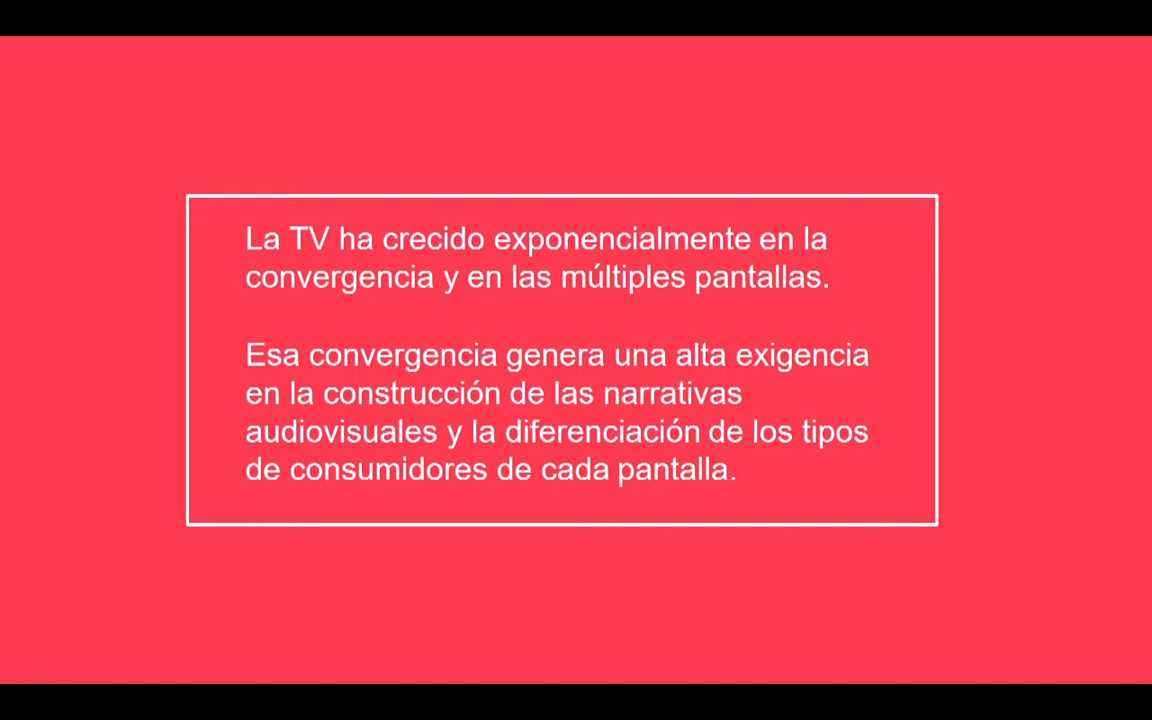 La TV ha crecido exponencialmente en la
convergencia y en las múltiples pantallas.
Esa convergencia genera una alta exigencia
en la construcción de las narrativas
audiovisuales y la diferenciación de los tipos
de consumidores de cada pantalla.